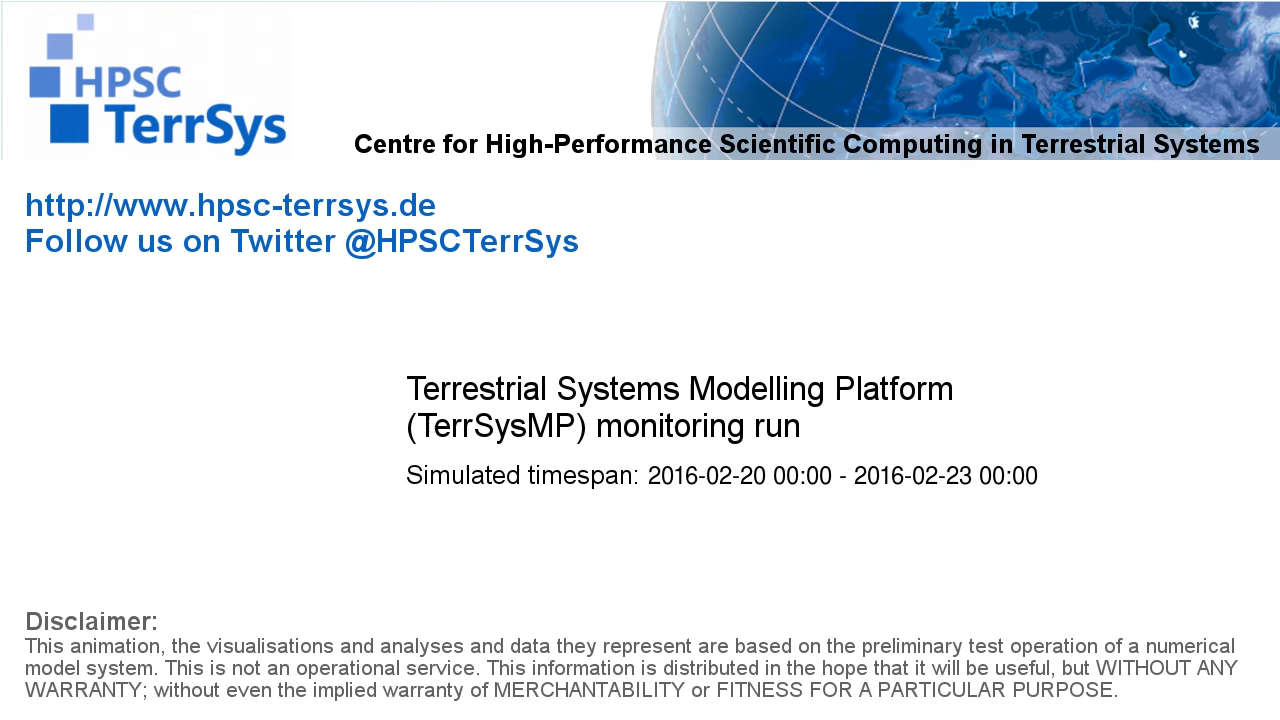 HPSC
TerrSys
Centre for High-Performance Scientific Computing in Terrestrial Systems
http://www.hpsc-terrsys.de
Follow us on Twitter @HPSCTerrSys
Terrestrial Systems Modelling Platform
(TerrSysMP) monitoring run
Simulated timespan: 2016-02-20 00:00 - 2016-02-23 00:00
Disclaimer:
This animation, the visualisations and analyses and data they represent are based on the preliminary test operation of a numerical
model system. This is not an operational service. This information is distributed in the hope that it will be useful, but WITHOUT ANY
WARRANTY; without even the implied warranty of MERCHANTABILITY or FITNESS FOR A PARTICULAR PURPOSE.